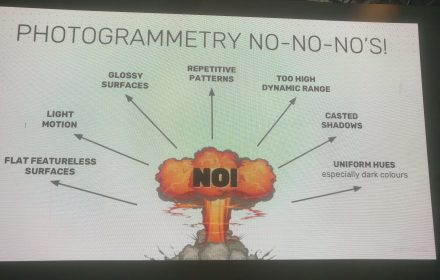 PHOTOGRAMMETRY NO-NO-NO'S!
REPETITIVE
PATTERNS
GLOSSY
SURFACES
TOO HIGH
DYNAMIC RANGE
LIGHT
MOTION
CASTED
SHADOWS
FLAT FEATURELESS
SURFACES
UNIFORM HUES
especially dark colours
NO!